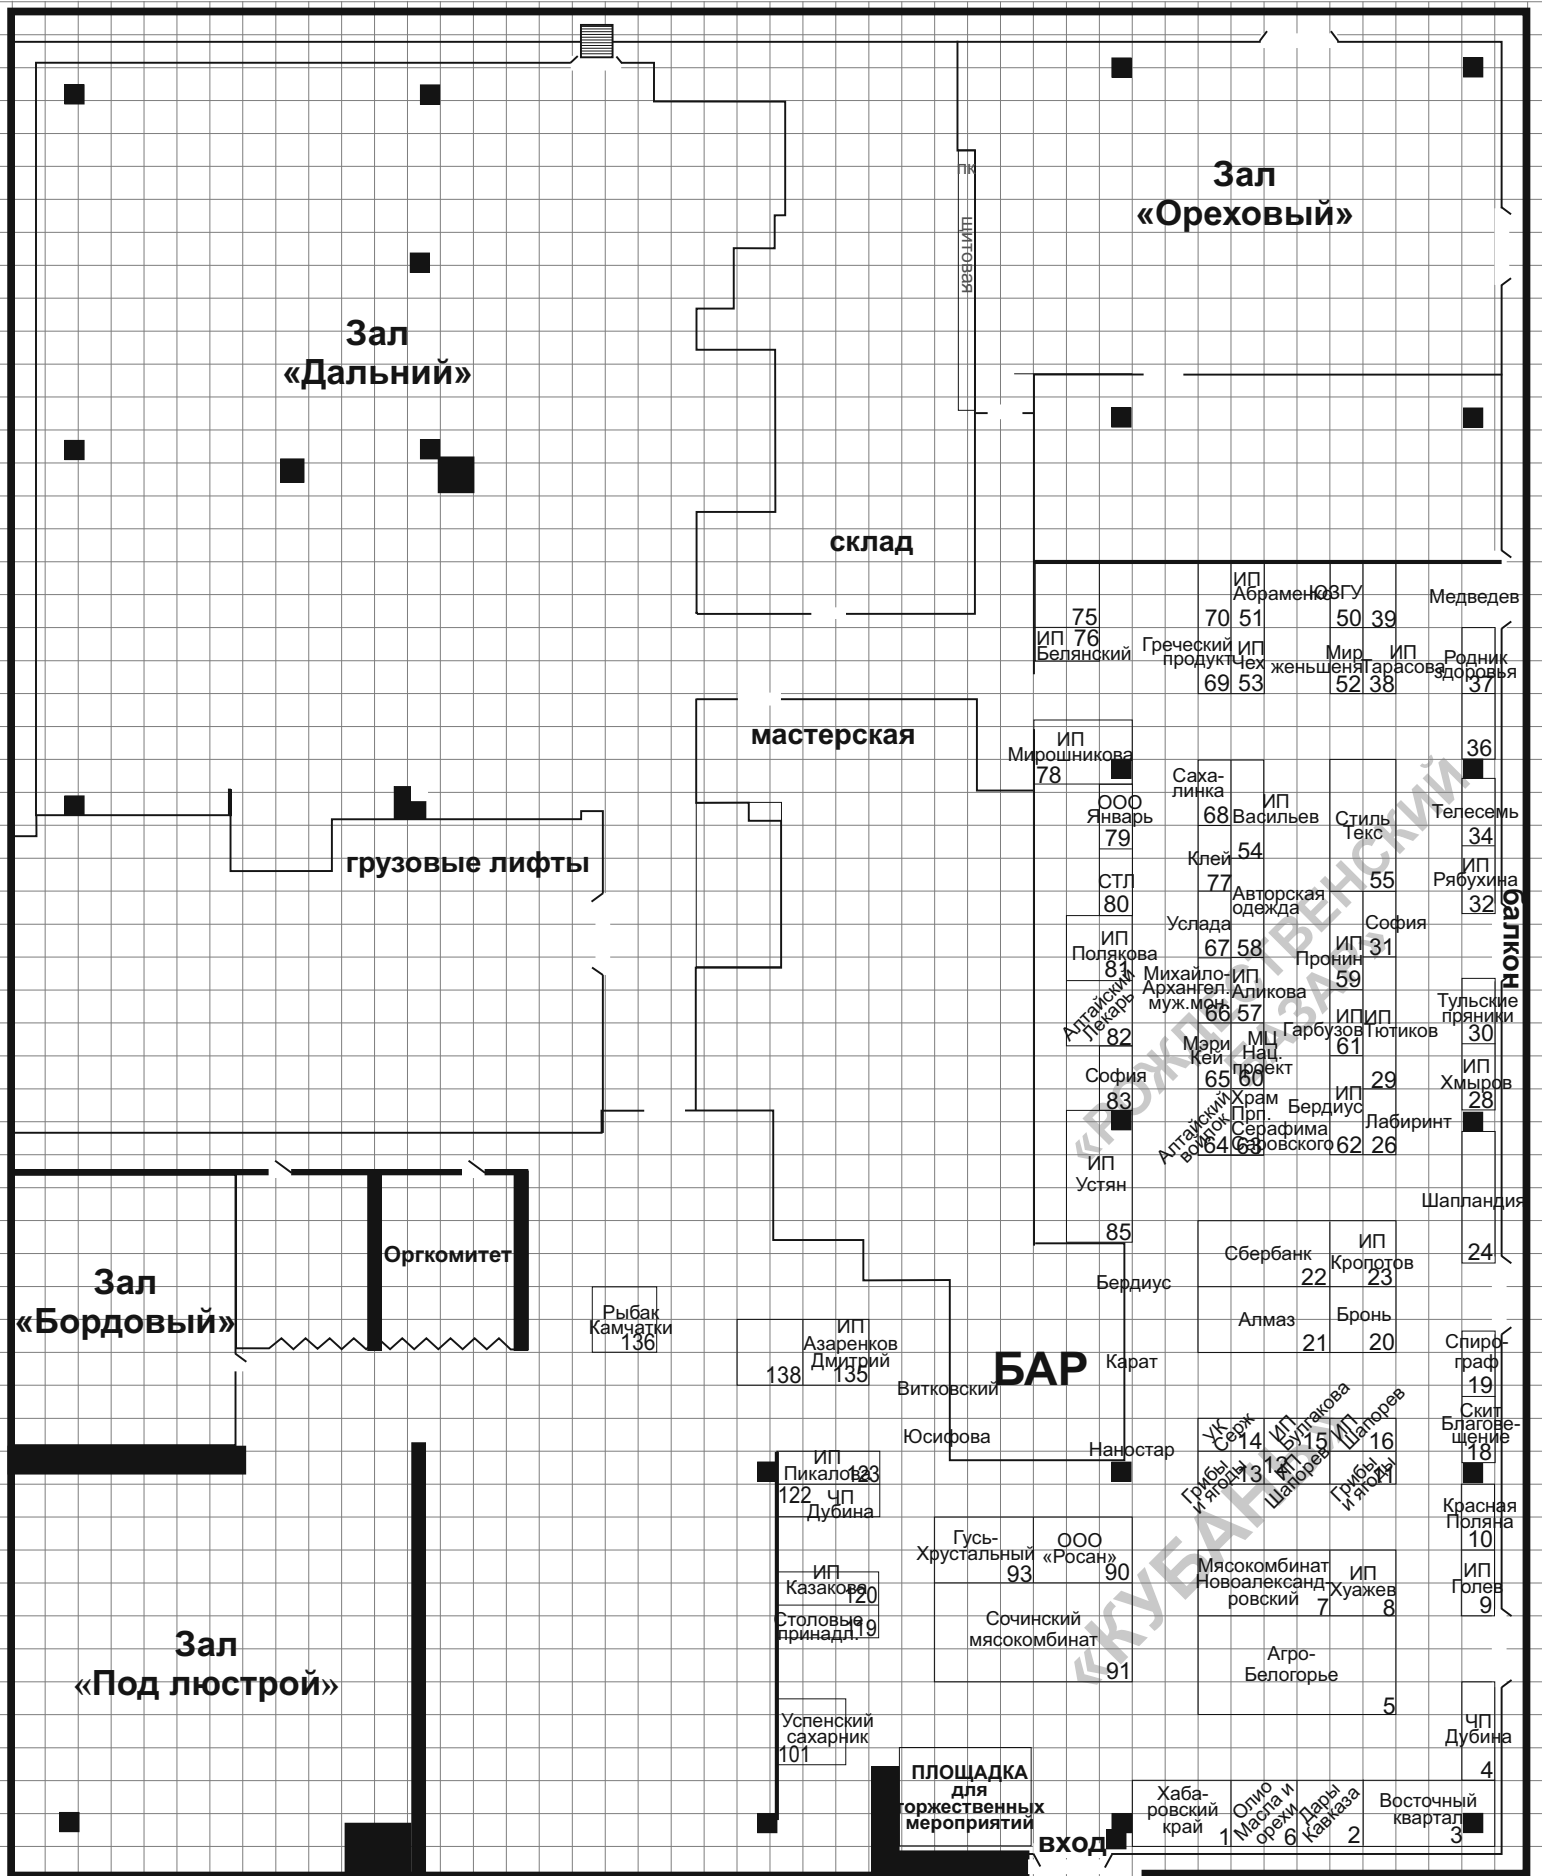 Зал
«Ореховый»
ПК
щитовая
Зал
«Дальний»
склад
ИП
Абраменко
ЮЗГУ
Медведев
75
70
51
50
39
ИП
76
Белянский
Греческий
продукт
69
ИП
Чех
53
Мир
женьшеня
52
ИП
Тарасова
38
Родник
здоровья
37
мастерская
ИП
Мирошникова
78
36
ООО
Январь
79
Саха-
линка
68
ИП
Васильев
54
Стиль
Текс
55
Телесемь
34
грузовые лифты
Клей
77
ИП
Рябухина
32
СТЛ
80
Авторская
одежда
58
Услада
67
София
31
балкон
ИП
Полякова
81
ИП
Пронин
59
Михайло-
Архангел.
муж.мон.
66
ИП
Аликова
57
Алтайский
Лекарь
82
ИП
Гарбузов
61
ИП
Тютиков
29
Тульские
пряники
30
Мэри
Кей
65
МЦ
Нац.
проект
60
ИП
Хмыров
28
София
83
Алтайский
войлок
64
Храм
Прп.
Серафима
Саровского
63
ИП
Бердиус
62
Лабиринт
26
«РОЖДЕСТВЕНСКИЙ
БАЗАР»
ИП
Устян
85
Шапландия
24
Оргкомитет
Сбербанк
22
ИП
Кропотов
23
Зал
«Бордовый»
Бердиус
Рыбак
Камчатки
136
Алмаз
21
Бронь
20
138
ИП
Азаренков
Дмитрий
135
БАР
Карат
Спиро-
граф
19
Витковский
Юсифова
Наностар
УК
Серж
14
ИП
Булгакова
15
ИП
Шапорев
16
Скит
Благове-
щение
18
ИП
Пикалова
123
122
ЧП
Дубина
Грибы
и ягоды
13
12
ИП
Шапорев
Грибы
и ягоды
11
Красная
Поляна
10
«КУБАНЬ»
Гусь-
Хрустальный
93
ООО
«Росан»
90
ИП
Казакова
120
Мясокомбинат
Новоалександ-
ровский
7
ИП
Хуажев
8
ИП
Голев
9
Столовые
принадл.
119
Сочинский
мясокомбинат
91
Зал
«Под люстрой»
Агро-
Белогорье
5
Успенский
сахарник
101
ЧП
Дубина
4
ПЛОЩАДКА
для
торжественных
мероприятий
Хаба-
ровский
край
1
Олио
Масла и
орехи
6
Дары
Кавказа
2
Восточный
квартал
3
вход